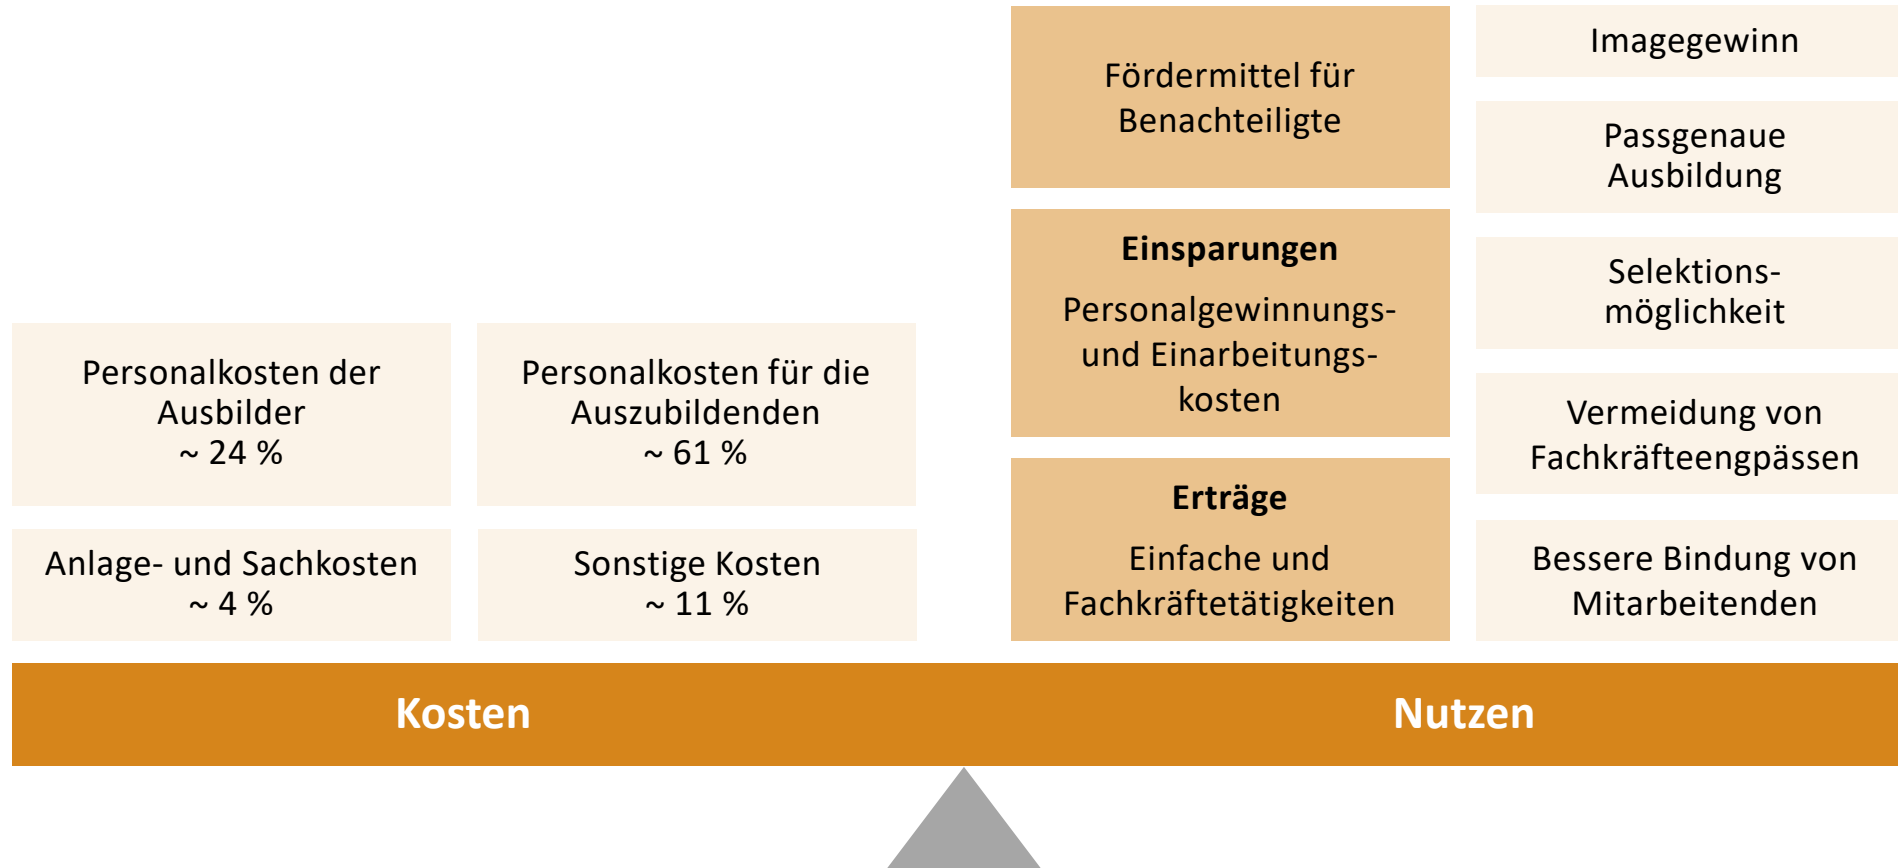 Personalkosten der
Ausbilder
~ 24 %
Personalkosten für die
Auszubildenden
~ 61 %
Anlage- und Sachkosten
~ 4 %
Sonstige Kosten
~ 11 %
Fördermittel für
Benachteiligte
Einsparungen
Personalgewinnungs-
und Einarbeitungs-
kosten
Erträge
Einfache und
Fachkräftetätigkeiten
Imagegewinn
Passgenaue
Ausbildung
Selektions-
möglichkeit
Vermeidung von
Fachkräfteengpässen
Bessere Bindung von
Mitarbeitenden
Kosten
Nutzen